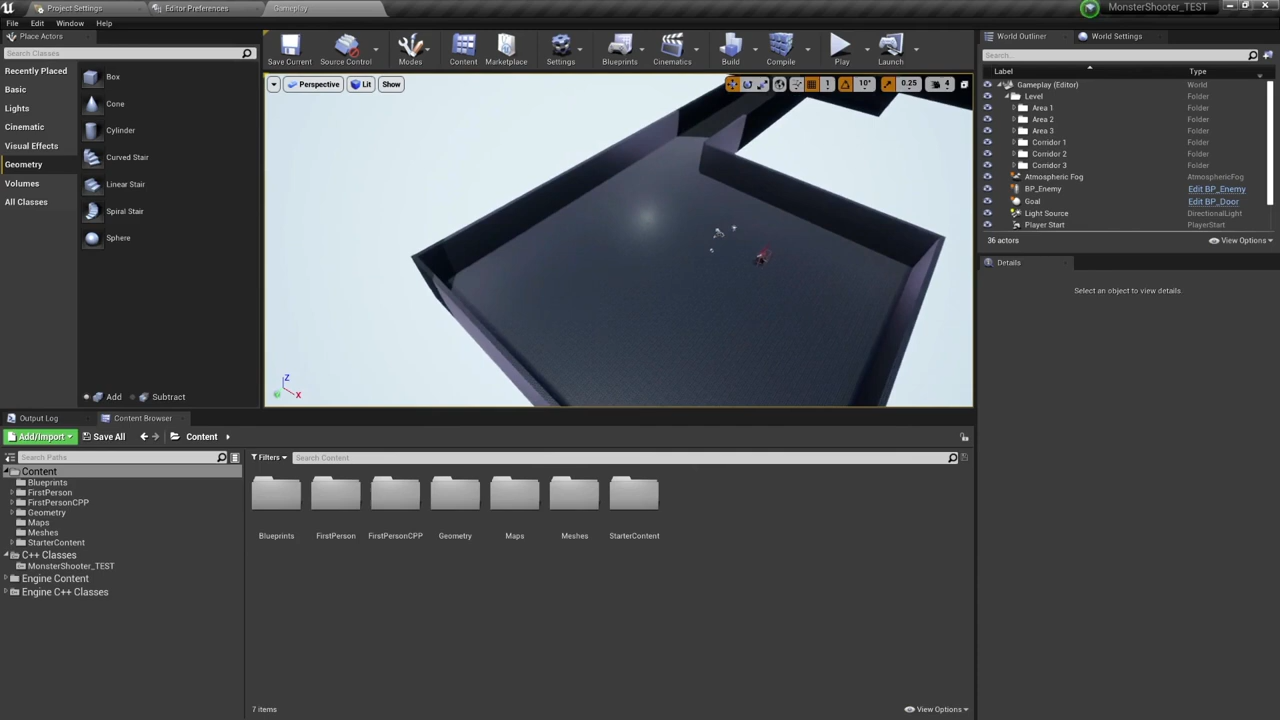 Project Settings
Editor Preferences
Gameplay
MonsterShooter_TEST
File Edit Window Help
Place Actors
Search Classes
Recently Placed
Basic
Lights
Cinematic
Visual Effects
Geometry
Volumes
All Classes
Box
Cone
Cylinder
Curved Stair
Linear Stair
Spiral Stair
Sphere
Add Subtract
Save Current
Source Control
Modes
Content
Marketplace
Settings
Blueprints
Cinematics
Build
Compile
Play
Launch
Perspective Lit Show
1 10° 0.25 4
Z
X
World Outliner World Settings
Search...
Label Type
Gameplay (Editor) World
Level Folder
Area 1 Folder
Area 2 Folder
Area 3 Folder
Corridor 1 Folder
Corridor 2 Folder
Corridor 3 Folder
Atmospheric Fog AtmosphericFog
BP_Enemy Edit BP_Enemy
Goal Edit BP_Door
Light Source DirectionalLight
Player Start PlayerStart
36 actors View Options
Details
Select an object to view details.
Output Log Content Browser
Add/Import Save All Content
Search Paths
Filters Search Content
Content
Blueprints
FirstPerson
FirstPersonCPP
Geometry
Maps
Meshes
StarterContent
C++ Classes
MonsterShooter_TEST
Engine Content
Engine C++ Classes
Blueprints FirstPerson FirstPersonCPP Geometry Maps Meshes StarterContent
7 items View Options